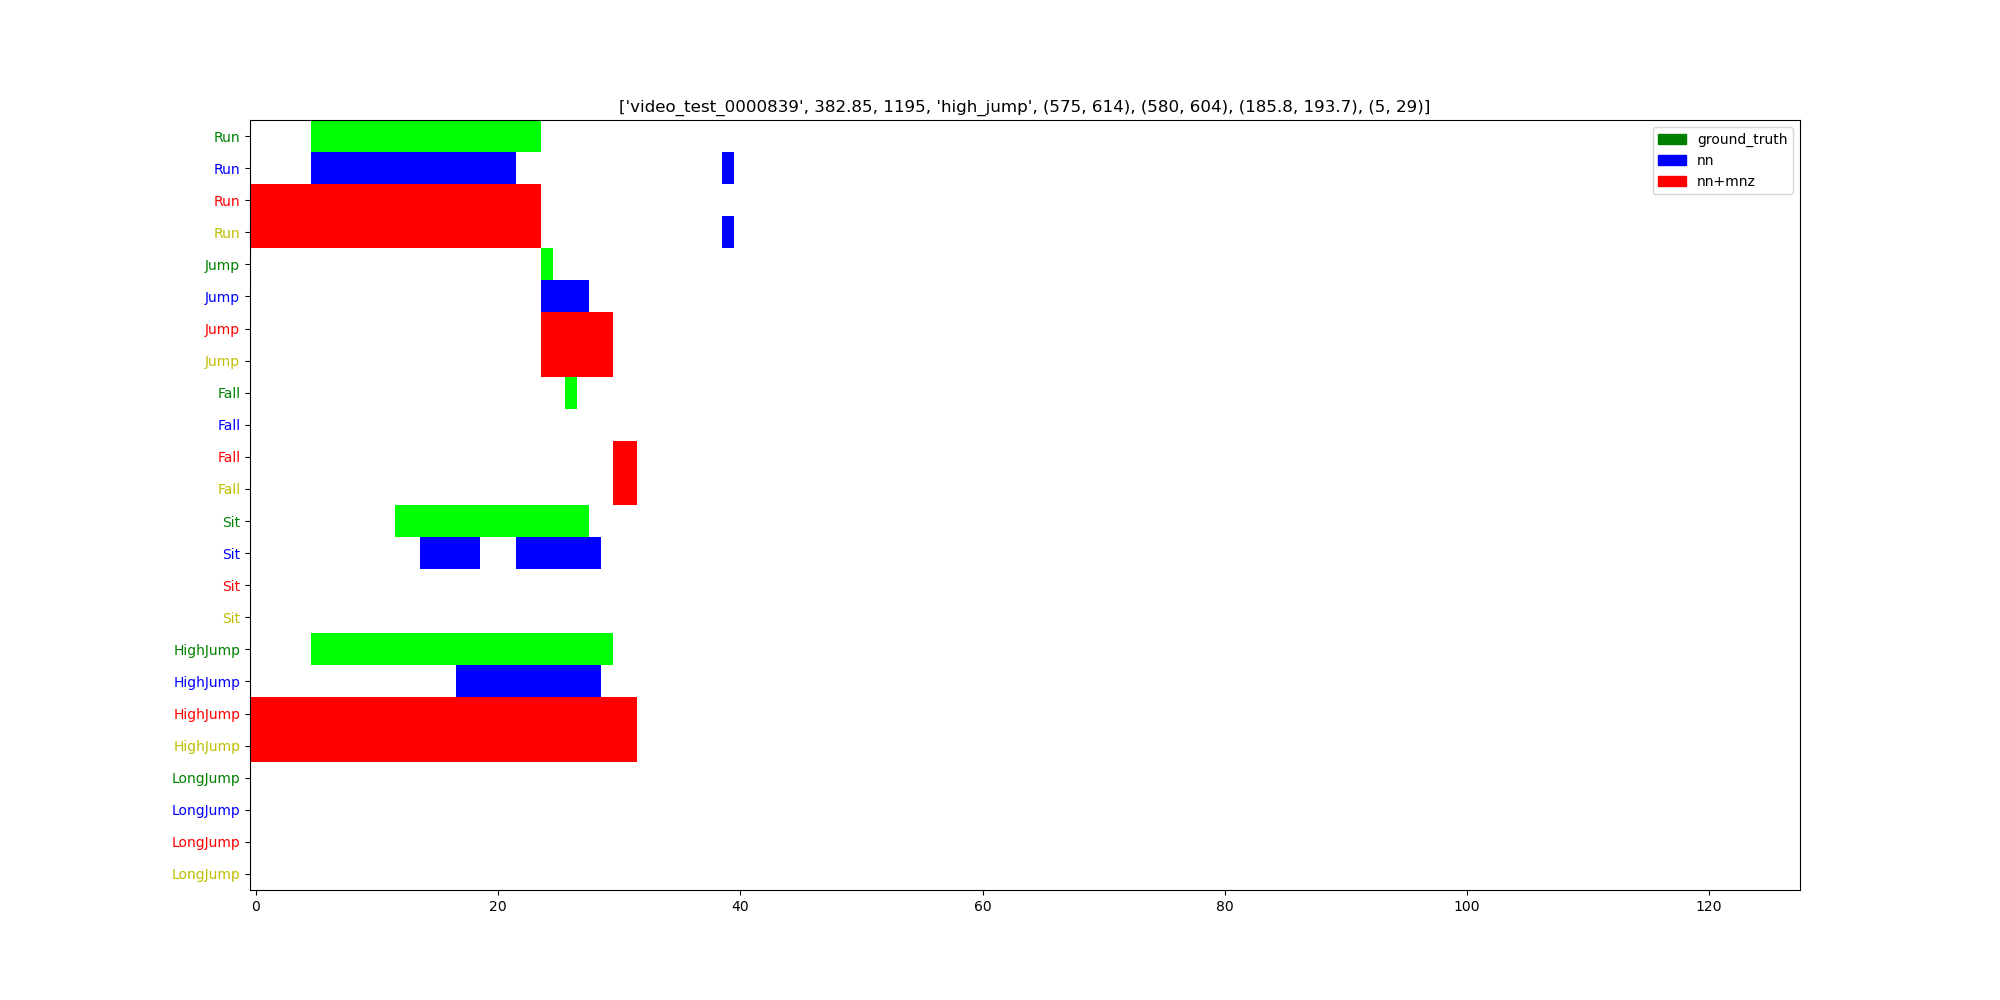 ['video_test_0000839', 382.85, 1195, 'high_jump', (575, 614), (580, 604), (185.8, 193.7), (5, 29)]
ground_truth
nn
nn+mnz
Run
Run
Run
Run
Jump
Jump
Jump
Jump
Fall
Fall
Fall
Fall
Sit
Sit
Sit
Sit
HighJump
HighJump
HighJump
HighJump
LongJump
LongJump
LongJump
LongJump
0 20 40 60 80 100 120